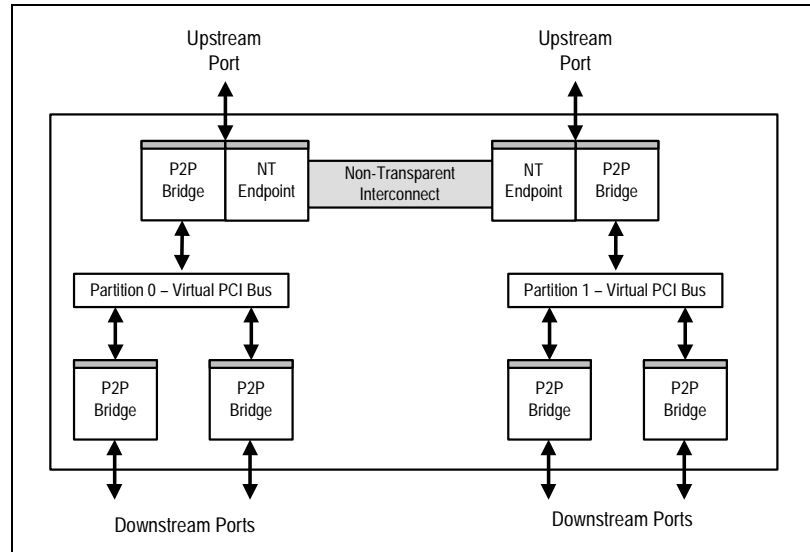 Upstream
Port
Upstream
Port
P2P
Bridge
NT
Endpoint
Non-Transparent
Interconnect
NT
Endpoint
P2P
Bridge
Partition 0 – Virtual PCI Bus
Partition 1 – Virtual PCI Bus
P2P
Bridge
P2P
Bridge
P2P
Bridge
P2P
Bridge
Downstream Ports
Downstream Ports